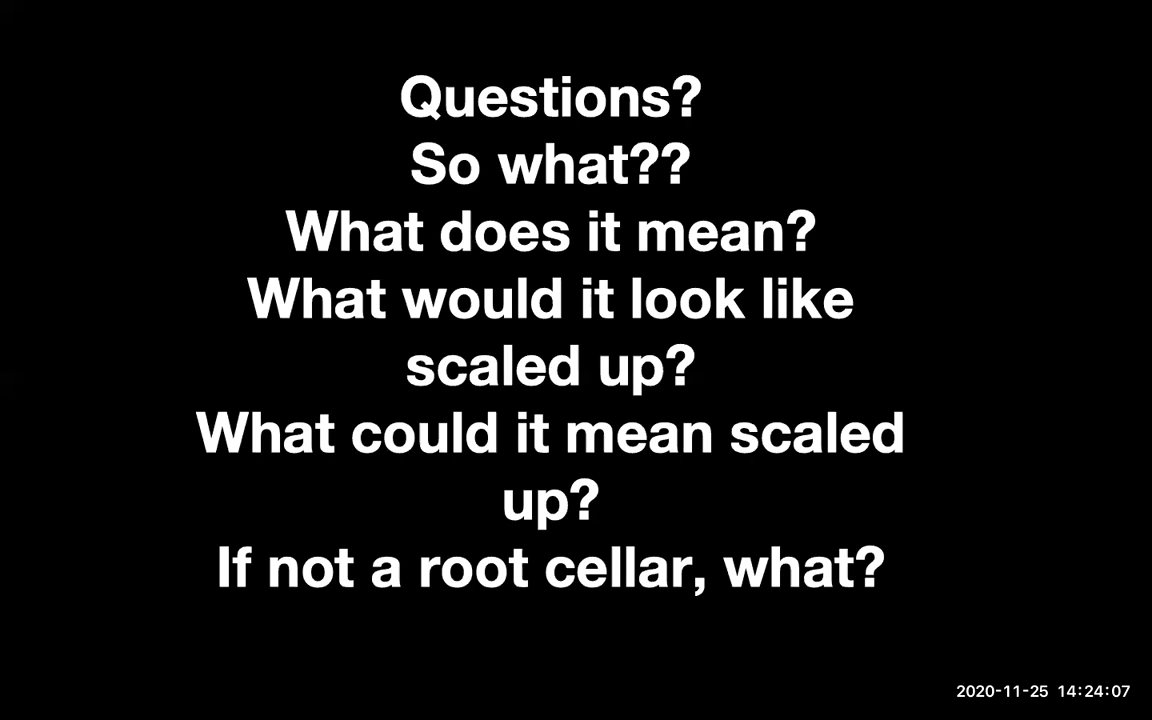 Questions?
So what??
What does it mean?
What would it look like
scaled up?
What could it mean scaled
up?
If not a root cellar, what?
2020-11-25 14:24:07